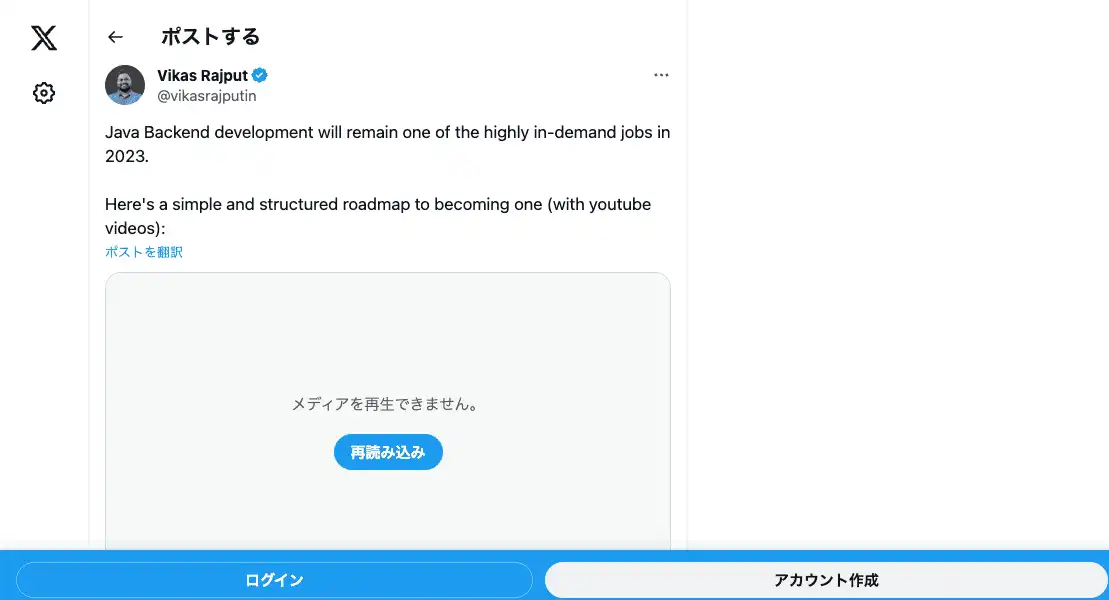 ポストする
Vikas Rajput
@vikasrajputin
Java Backend development will remain one of the highly in-demand jobs in
2023.
Here's a simple and structured roadmap to becoming one (with youtube
videos):
ポストを翻訳
メディアを再生できません。
再読み込み
ログイン
アカウント作成